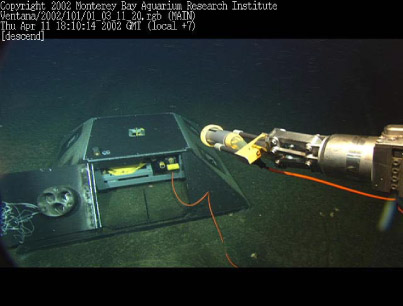 Copyright 2002 Monterey Bay Aquarium Research Institute
Ventana/2002/101/01_03_11_20.rgb (MAIN)
Thu Apr 11 18:10:14 2002 GMT (local +7)
[descend]